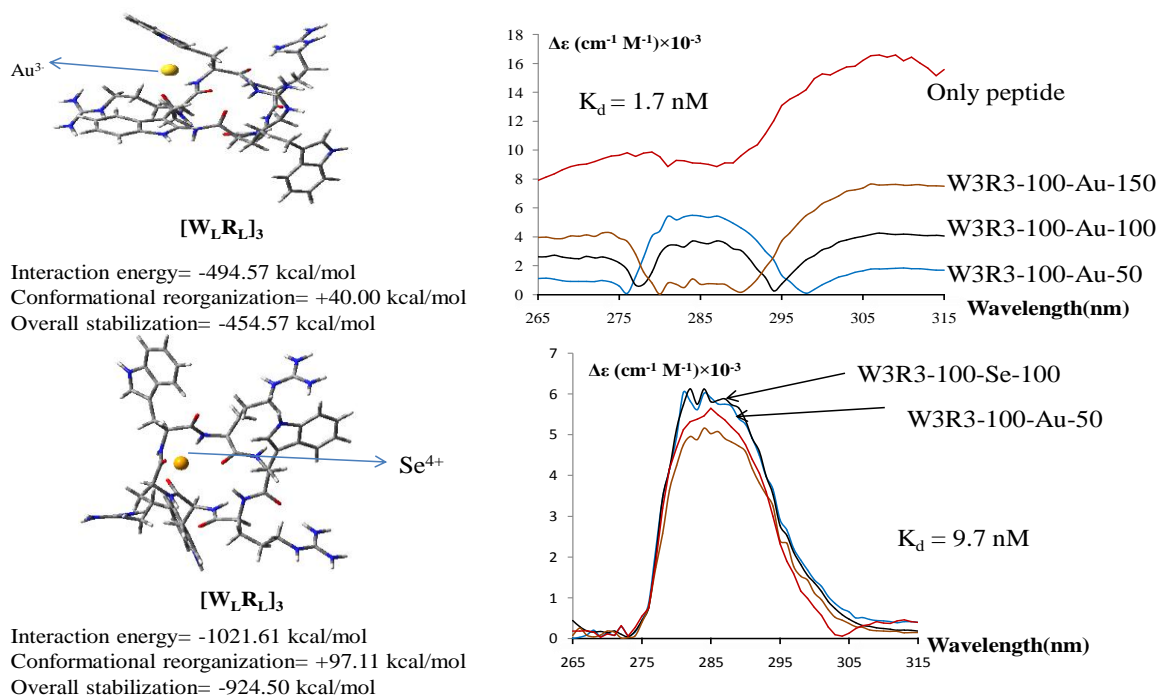 Au³⁻
[W_L R_L]₃
Interaction energy= -494.57 kcal/mol
Conformational reorganization= +40.00 kcal/mol
Overall stabilization= -454.57 kcal/mol
Δε (cm⁻¹ M⁻¹)×10⁻³
18
16
14
12
10
8
6
4
2
0
K_d = 1.7 nM
Only peptide
W3R3-100-Au-150
W3R3-100-Au-100
W3R3-100-Au-50
Wavelength(nm)
265 275 285 295 305 315
Se⁴⁺
[W_L R_L]₃
Interaction energy= -1021.61 kcal/mol
Conformational reorganization= +97.11 kcal/mol
Overall stabilization= -924.50 kcal/mol
Δε (cm⁻¹ M⁻¹)×10⁻³
7
6
5
4
3
2
1
0
W3R3-100-Se-100
W3R3-100-Au-50
K_d = 9.7 nM
Wavelength(nm)
265 275 285 295 305 315